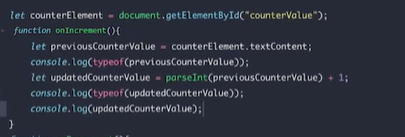 let counterElement = document.getElementById("counterValue");
function onIncrement(){
let previousCounterValue = counterElement.textContent;
console.log(typeof(previousCounterValue));
let updatedCounterValue = parseInt(previousCounterValue) + 1;
console.log(typeof(updatedCounterValue));
console.log(updatedCounterValue);
}